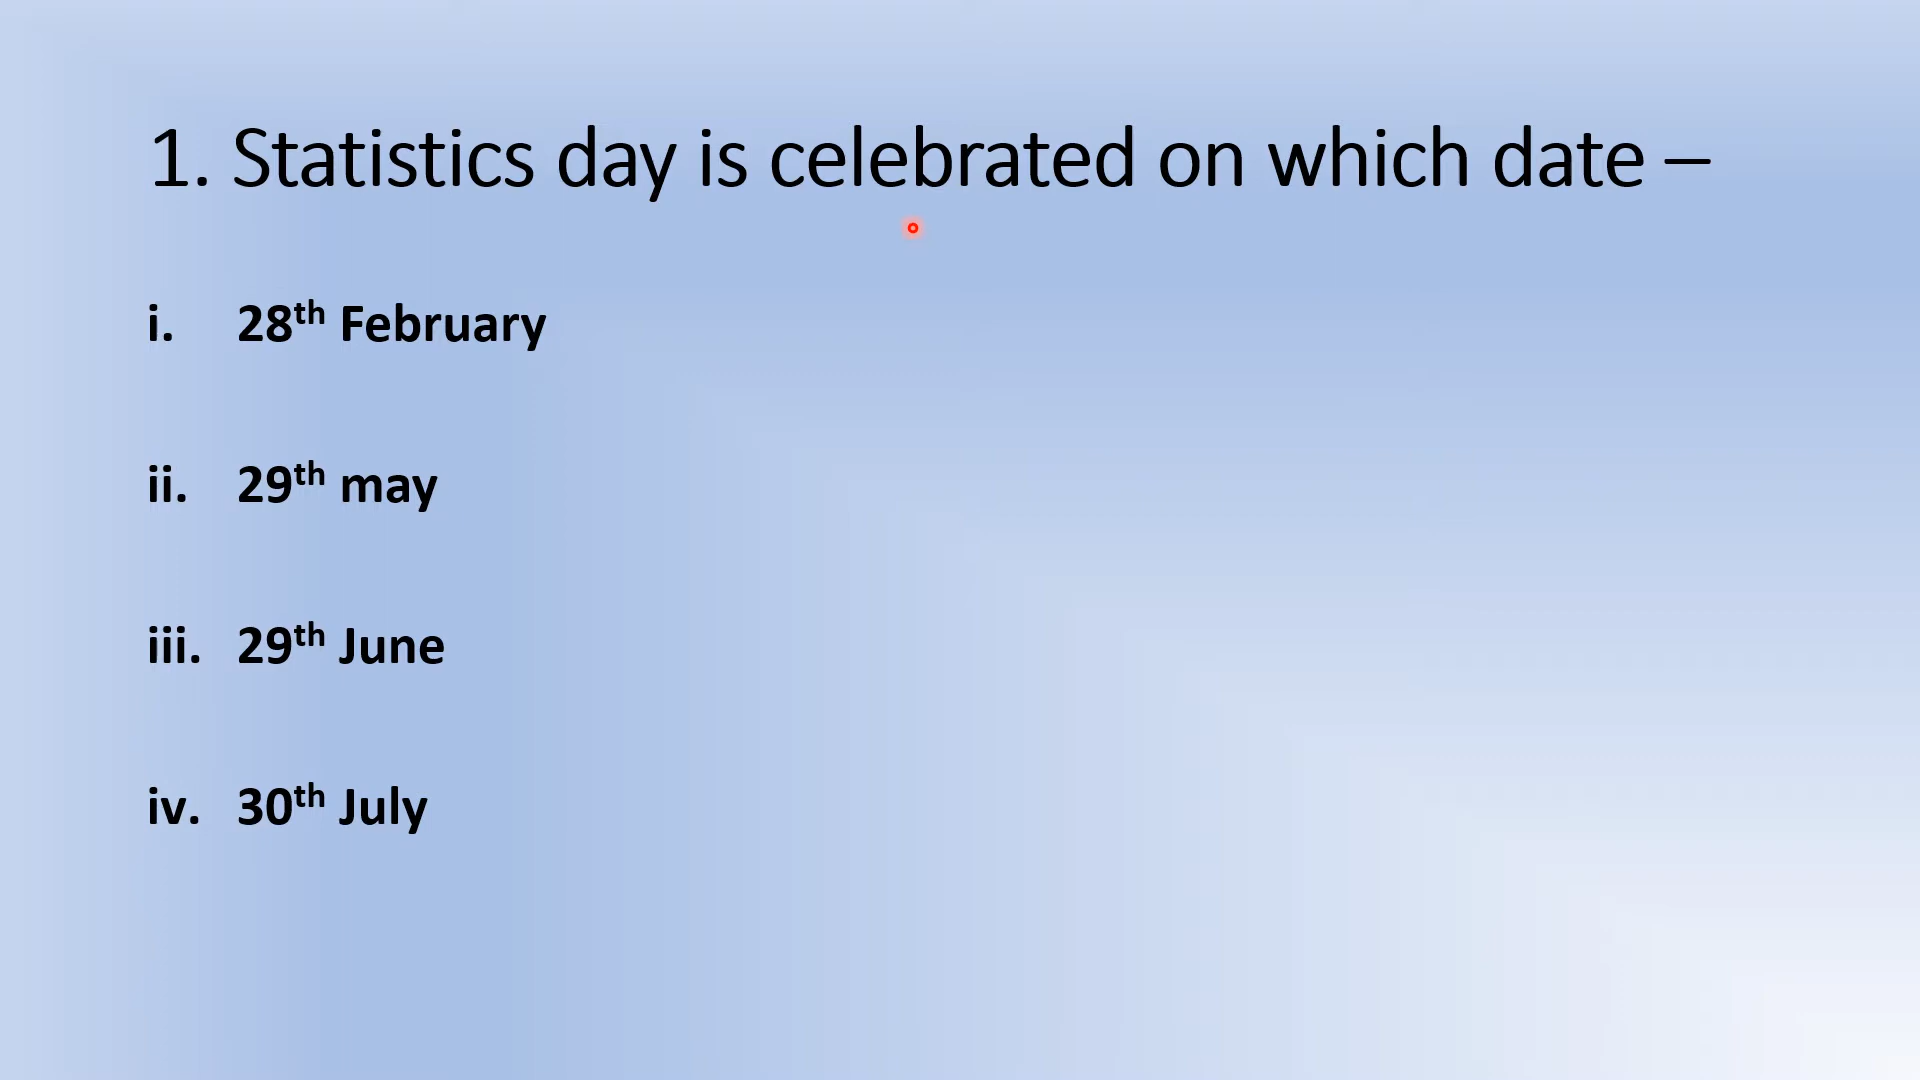 1. Statistics day is celebrated on which date –
i. 28th February
ii. 29th may
iii. 29th June
iv. 30th July